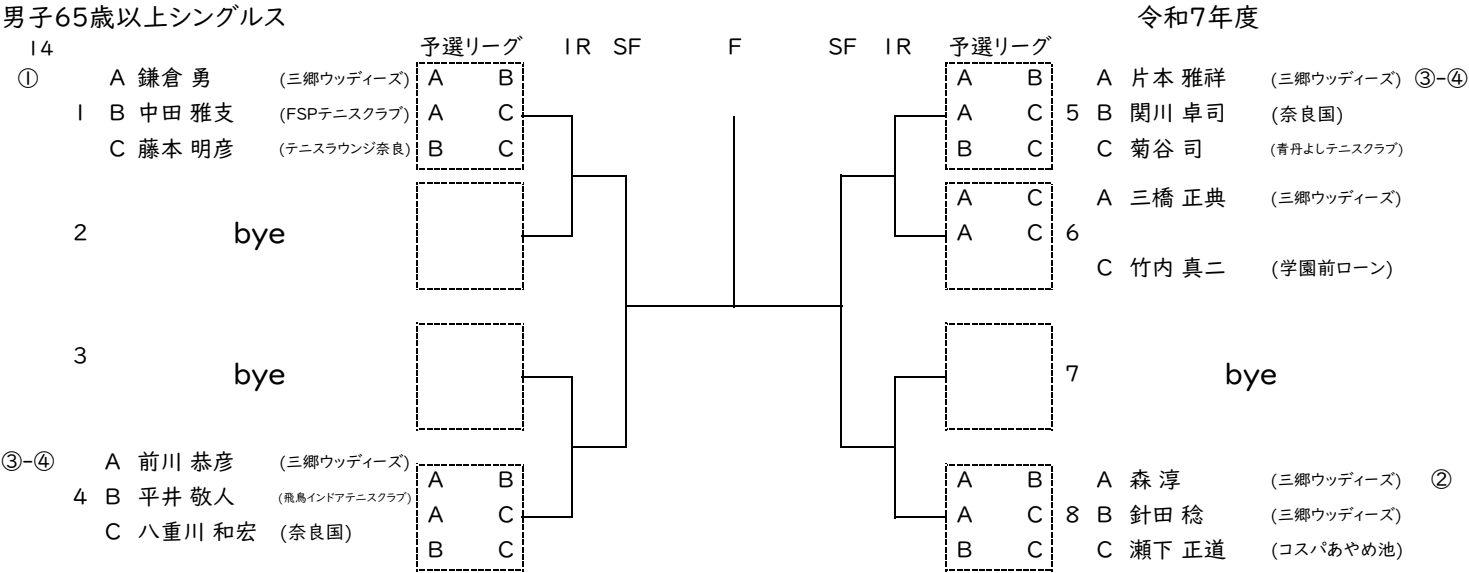 男子65歳以上シングルス 令和7年度
14 予選リーグ 1R SF F SF 1R 予選リーグ
① A 鎌倉 勇 (三郷ウッディーズ) A B A B A 片本 雅祥 (三郷ウッディーズ) ③-④
1 B 中田 雅支 (FSPテニスクラブ) A C A C 5 B 関川 卓司 (奈良国)
C 藤本 明彦 (テニスラウンジ奈良) B C B C C 菊谷 司 (青丹よしテニスクラブ)
A C A 三橋 正典 (三郷ウッディーズ)
2 bye A C 6
C 竹内 真二 (学園前ローン)
3 bye 7 bye
③-④ A 前川 恭彦 (三郷ウッディーズ) A B A B A 森 淳 (三郷ウッディーズ) ②
4 B 平井 敬人 (飛鳥インドアテニスクラブ) A C A C 8 B 針田 稔 (三郷ウッディーズ)
C 八重川 和宏 (奈良国) B C B C C 瀬下 正道 (コスパあやめ池)